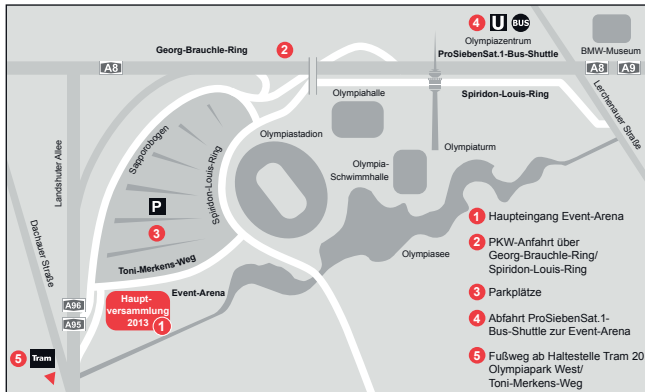 4 U BUS
Olympiazentrum
ProSiebenSat.1-Bus-Shuttle
BMW-Museum
Georg-Brauchle-Ring
2
A8
A8
A9
Spiridon-Louis-Ring
Lerchenauer Straße
Olympiahalle
Olympiastadion
Olympiaturm
Olympia-
Schwimmhalle
Sapporobogen
Spiridon-Louis-Ring
Landshuter Allee
P
3
Dachauer Straße
Toni-Merkens-Weg
Olympiasee
Event-Arena
A96
A95
Haupt-
versammlung
2013
1
5 Tram
1 Haupteingang Event-Arena
2 PKW-Anfahrt über
Georg-Brauchle-Ring/
Spiridon-Louis-Ring
3 Parkplätze
4 Abfahrt ProSiebenSat.1-
Bus-Shuttle zur Event-Arena
5 Fußweg ab Haltestelle Tram 20
Olympiapark West/
Toni-Merkens-Weg